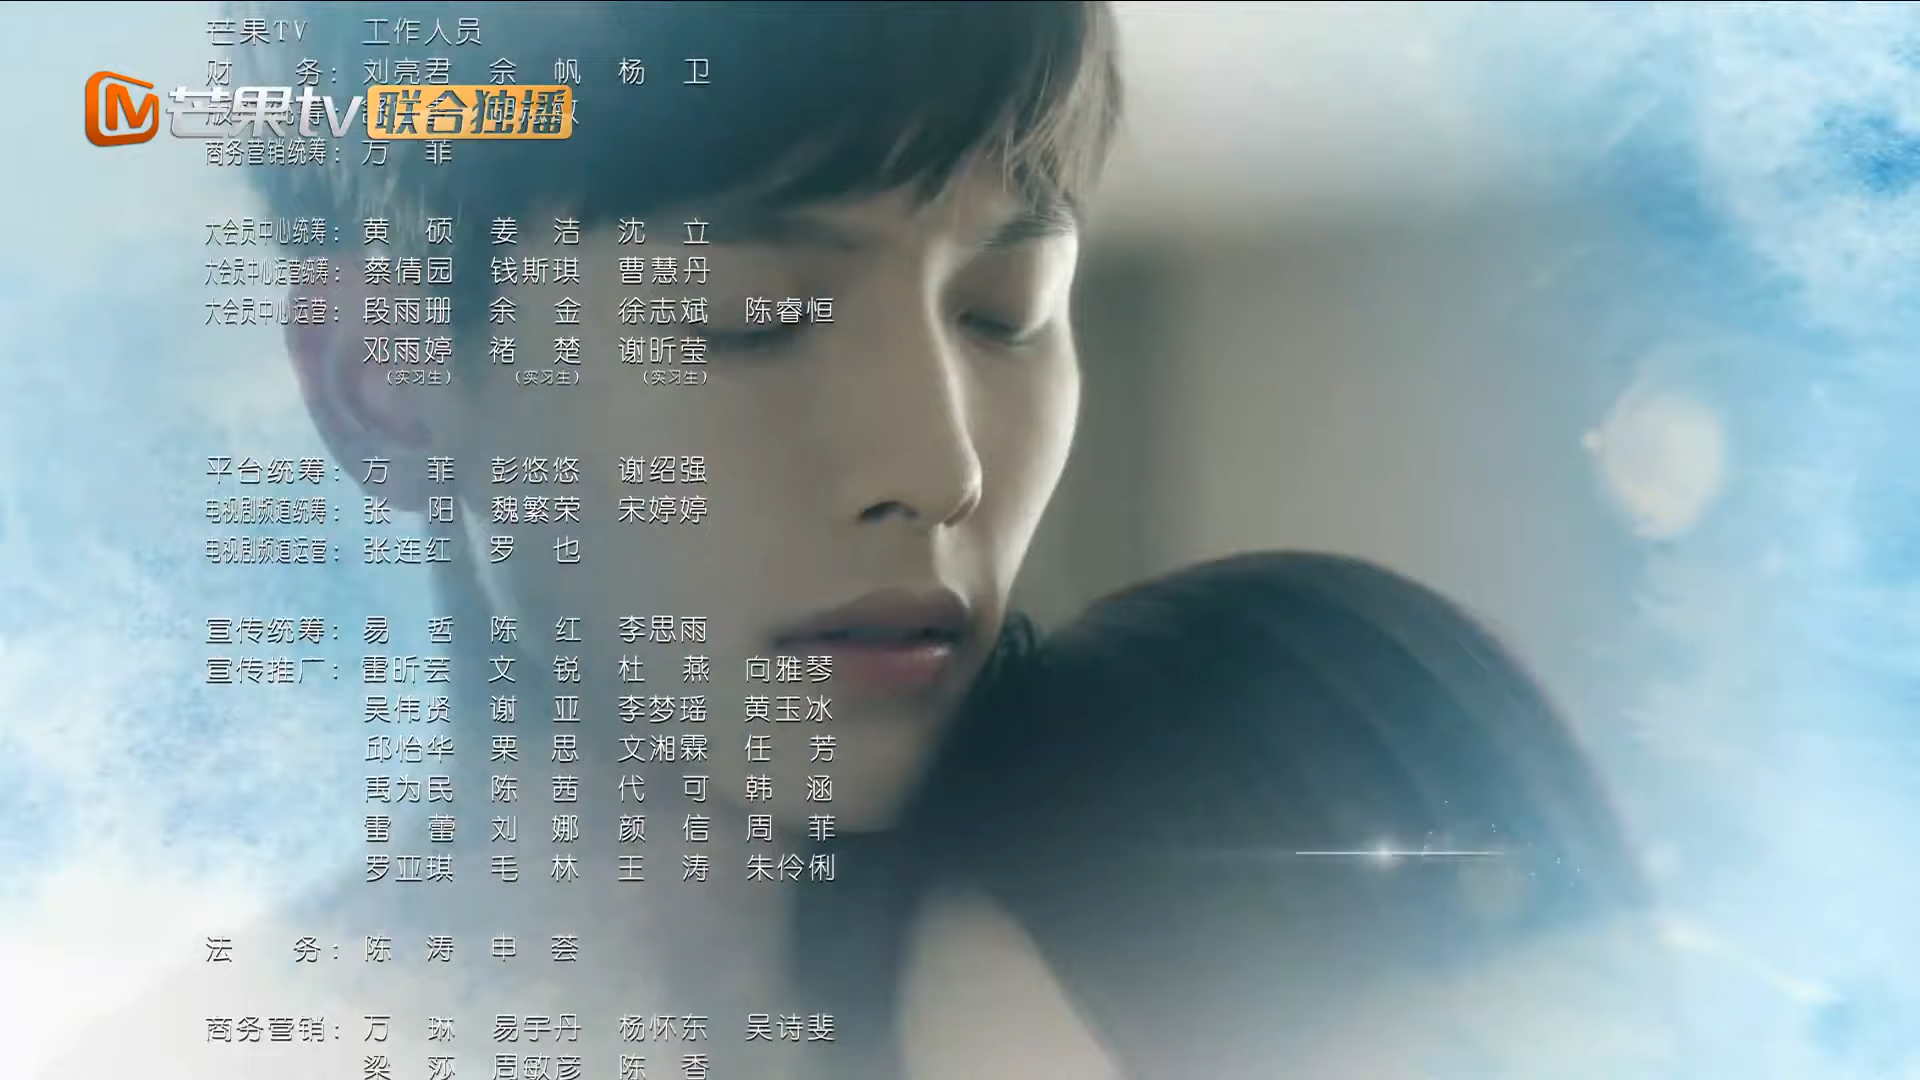 芒果TV 工作人员
财 务： 刘亮君 余 帆 杨 卫
芒果tv 联合独播
商务营销统筹： 方 菲
大会员中心统筹： 黄 硕 姜 洁 沈 立
大会员中心运营统筹： 蔡倩园 钱斯琪 曹慧丹
大会员中心运营： 段雨珊 余 金 徐志斌 陈睿恒
邓雨婷 褚 楚 谢昕莹
（实习生） （实习生） （实习生）
平台统筹： 方 菲 彭悠悠 谢绍强
电视剧频道统筹： 张 阳 魏繁荣 宋婷婷
电视剧频道运营： 张连红 罗 也
宣传统筹： 易 哲 陈 红 李思雨
宣传推广： 雷昕芸 文 锐 杜 燕 向雅琴
吴伟贤 谢 亚 李梦瑶 黄玉冰
邱怡华 栗 思 文湘霖 任 芳
禹为民 陈 茜 代 可 韩 涵
雷 蕾 刘 娜 颜 信 周 菲
罗亚琪 毛 林 王 涛 朱伶俐
法 务： 陈 涛 申 荟
商务营销： 万 琳 易宇丹 杨怀东 吴诗斐
梁 莎 周敏彦 陈 香